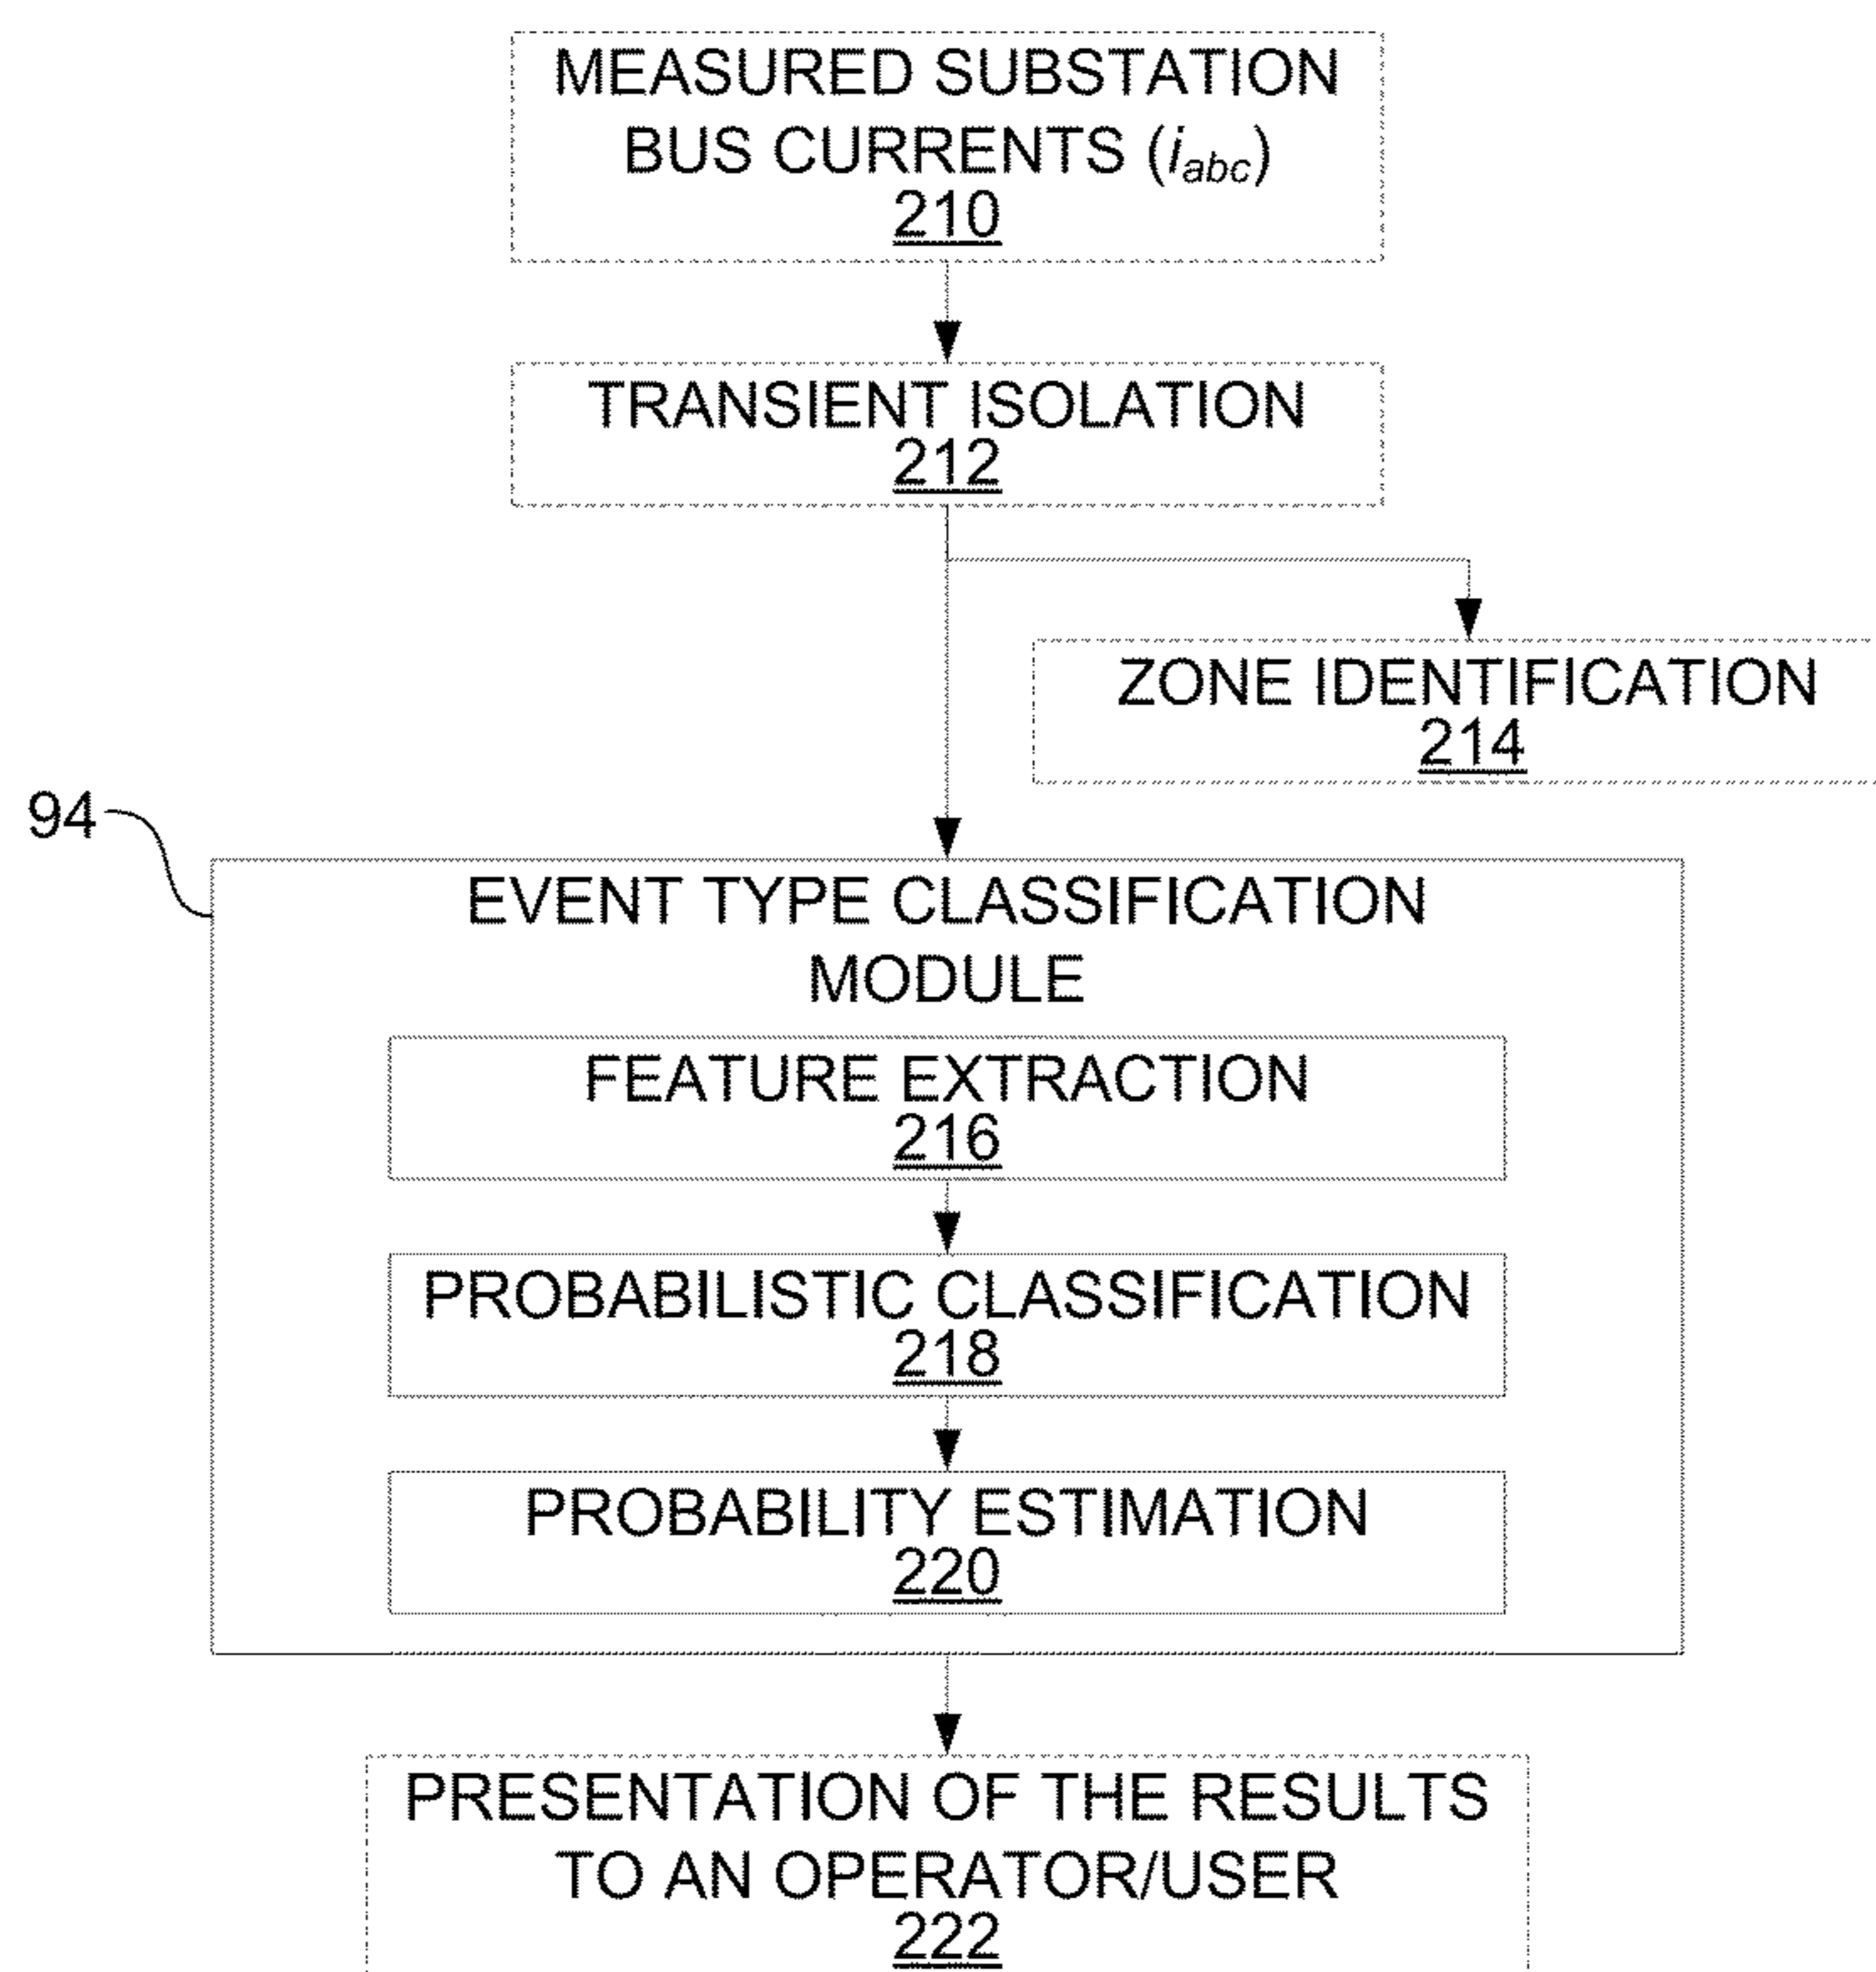 MEASURED SUBSTATION
BUS CURRENTS (iabc)
210
TRANSIENT ISOLATION
212
ZONE IDENTIFICATION
214
94
EVENT TYPE CLASSIFICATION
MODULE
FEATURE EXTRACTION
216
PROBABILISTIC CLASSIFICATION
218
PROBABILITY ESTIMATION
220
PRESENTATION OF THE RESULTS
TO AN OPERATOR/USER
222